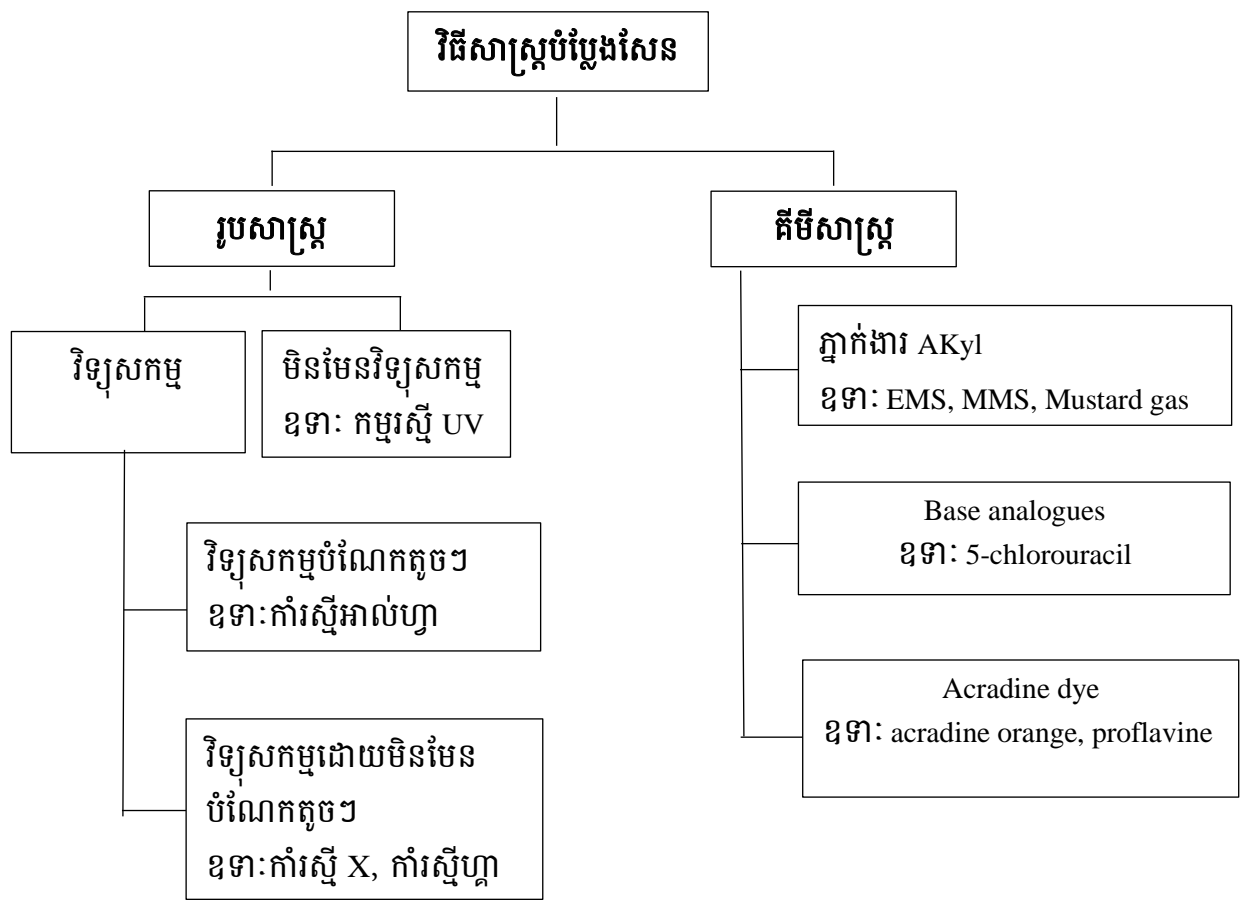 វិធីសាស្ត្របំប្លែងសែន
រូបសាស្ត្រ
គីមីសាស្ត្រ
វិទ្យុសកម្ម
មិនមែនវិទ្យុសកម្ម
ឧទាៈ កម្មរស្មី UV
ភ្នាក់ងារ AKyl
ឧទាៈ EMS, MMS, Mustard gas
Base analogues
ឧទាៈ 5-chlorouracil
វិទ្យុសកម្មបំណែកតូចៗ
ឧទាៈកាំរស្មីអាល់ហ្វា
Acradine dye
ឧទាៈ acradine orange, proflavine
វិទ្យុសកម្មដោយមិនមែន
បំណែកតូចៗ
ឧទាៈកាំរស្មី X, កាំរស្មីហ្គា